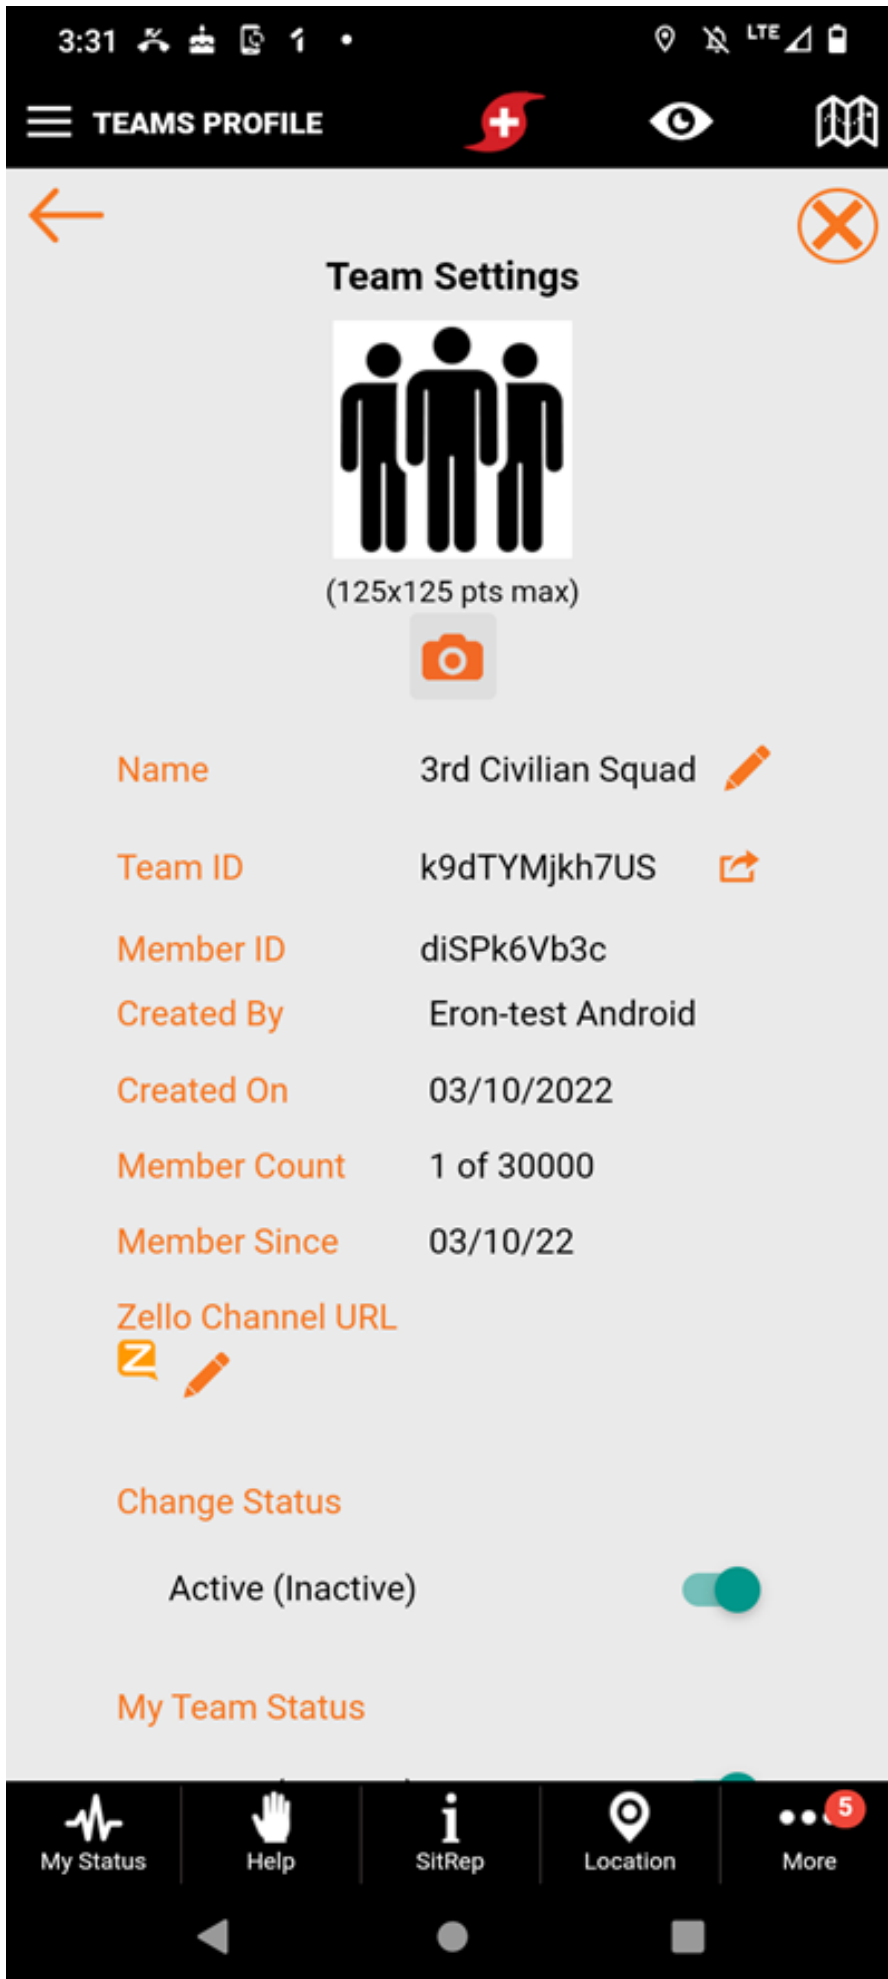 3:31
LTE
TEAMS PROFILE
Team Settings
(125x125 pts max)
Name 3rd Civilian Squad
Team ID k9dTYMjkh7US
Member ID diSPk6Vb3c
Created By Eron-test Android
Created On 03/10/2022
Member Count 1 of 30000
Member Since 03/10/22
Zello Channel URL
Z
Change Status
Active (Inactive)
My Team Status
5
My Status Help SitRep Location More